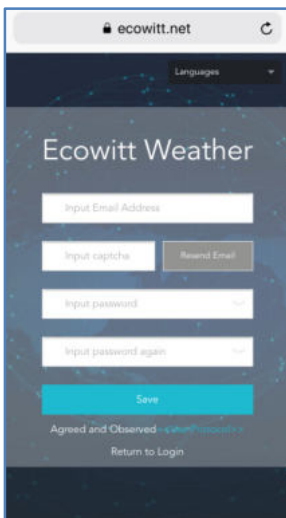 ecowitt.net
Languages
Ecowitt Weather
Input Email Address
Input captcha
Resend Email
Input password
Input password again
Save
Agreed and Observed
Return to Login